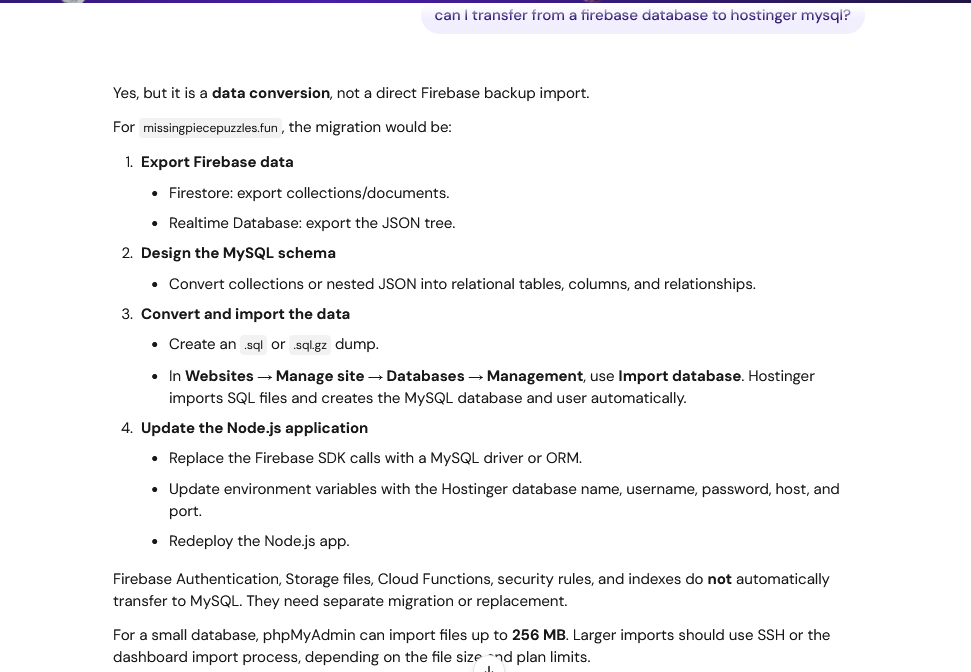 can I transfer from a firebase database to hostinger mysql?
Yes, but it is a data conversion, not a direct Firebase backup import.
For missingpiecepuzzles.fun, the migration would be:
1. Export Firebase data
• Firestore: export collections/documents.
• Realtime Database: export the JSON tree.
2. Design the MySQL schema
• Convert collections or nested JSON into relational tables, columns, and relationships.
3. Convert and import the data
• Create an .sql or .sql.gz dump.
• In Websites → Manage site → Databases → Management, use Import database. Hostinger
imports SQL files and creates the MySQL database and user automatically.
4. Update the Node.js application
• Replace the Firebase SDK calls with a MySQL driver or ORM.
• Update environment variables with the Hostinger database name, username, password, host, and
port.
• Redeploy the Node.js app.
Firebase Authentication, Storage files, Cloud Functions, security rules, and indexes do not automatically
transfer to MySQL. They need separate migration or replacement.
For a small database, phpMyAdmin can import files up to 256 MB. Larger imports should use SSH or the
dashboard import process, depending on the file size and plan limits.